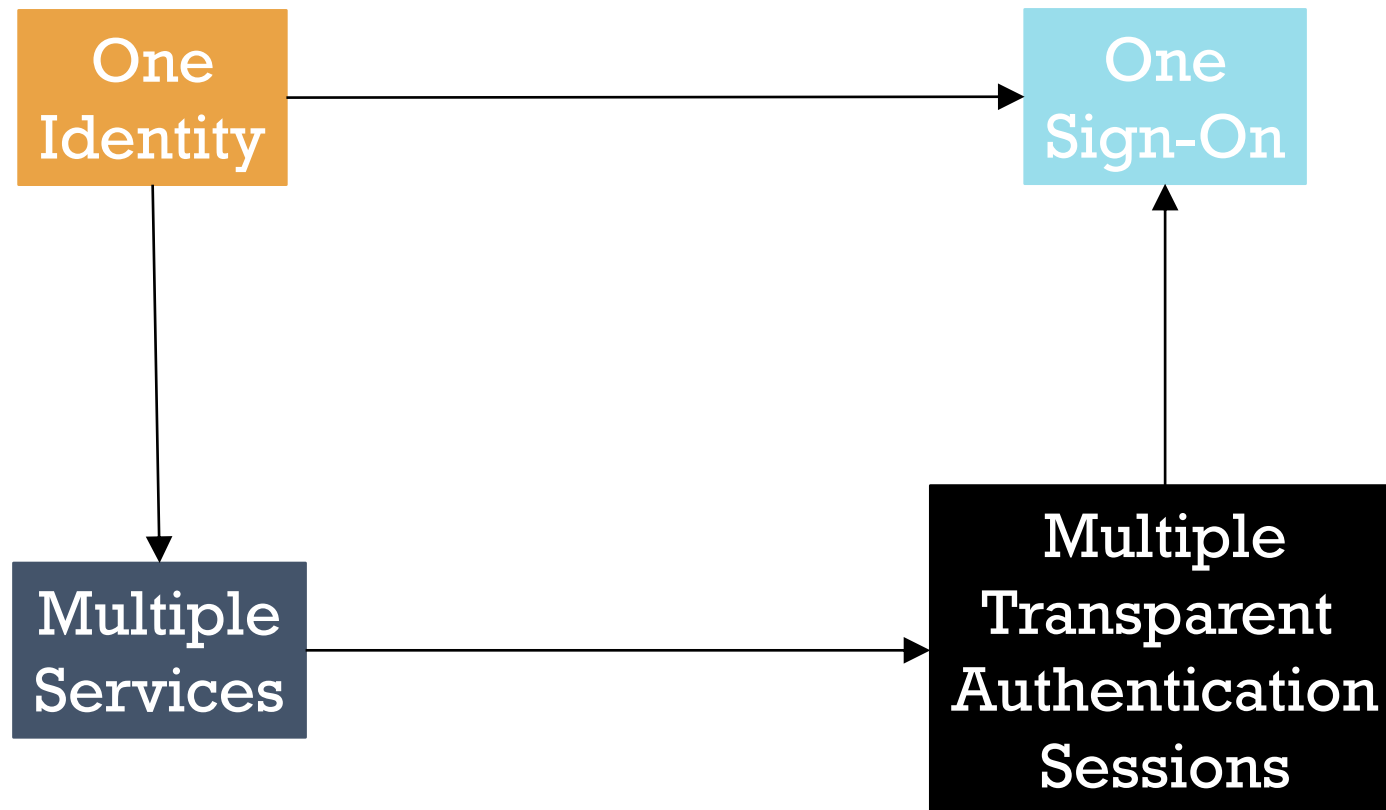 One
Identity
One
Sign-On
Multiple
Services
Multiple
Transparent
Authentication
Sessions